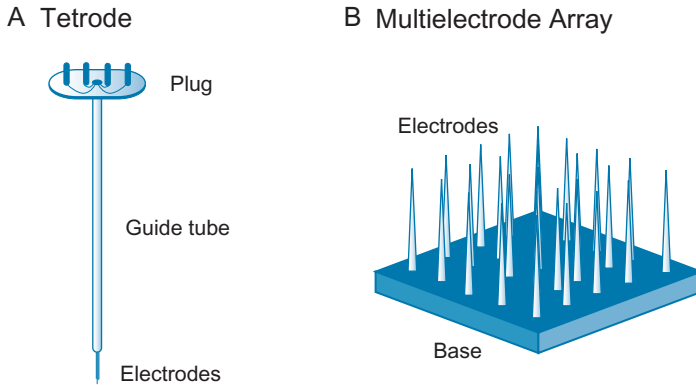 A Tetrode
Plug
Guide tube
Electrodes
B Multielectrode Array
Electrodes
Base